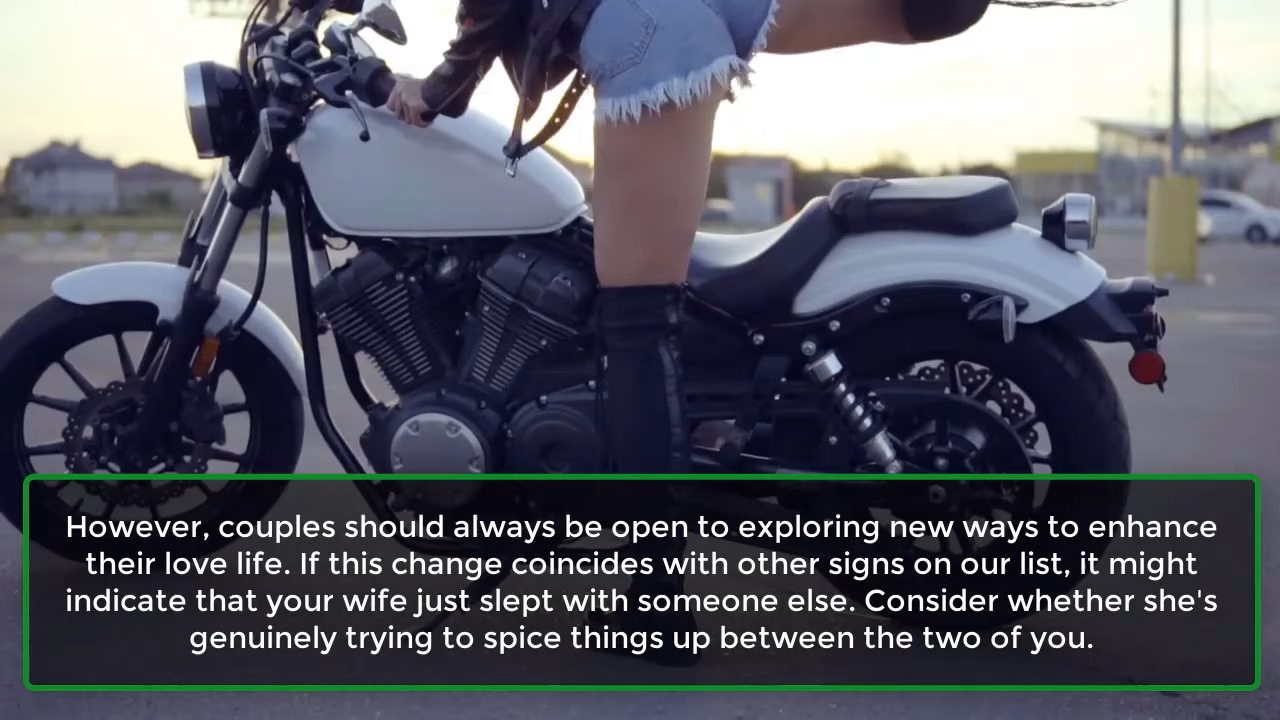 However, couples should always be open to exploring new ways to enhance
their love life. If this change coincides with other signs on our list, it might
indicate that your wife just slept with someone else. Consider whether she's
genuinely trying to spice things up between the two of you.